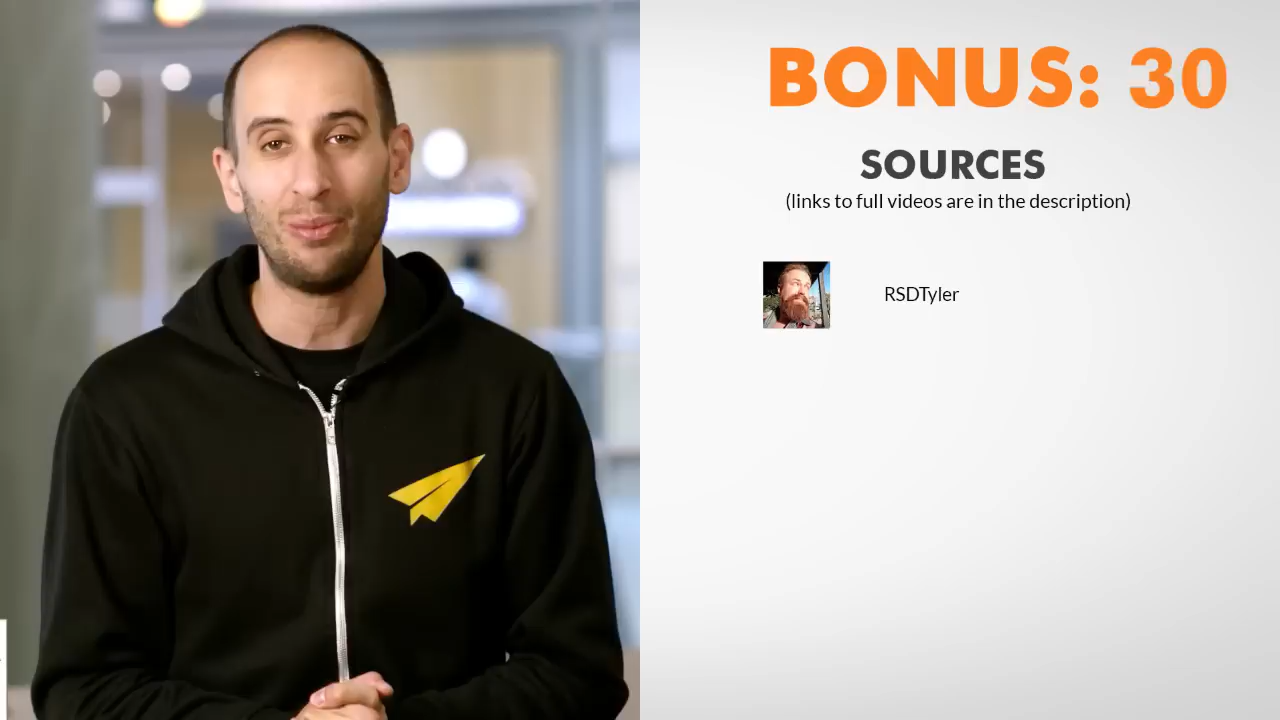 BONUS: 30
SOURCES
(links to full videos are in the description)
RSDTyler